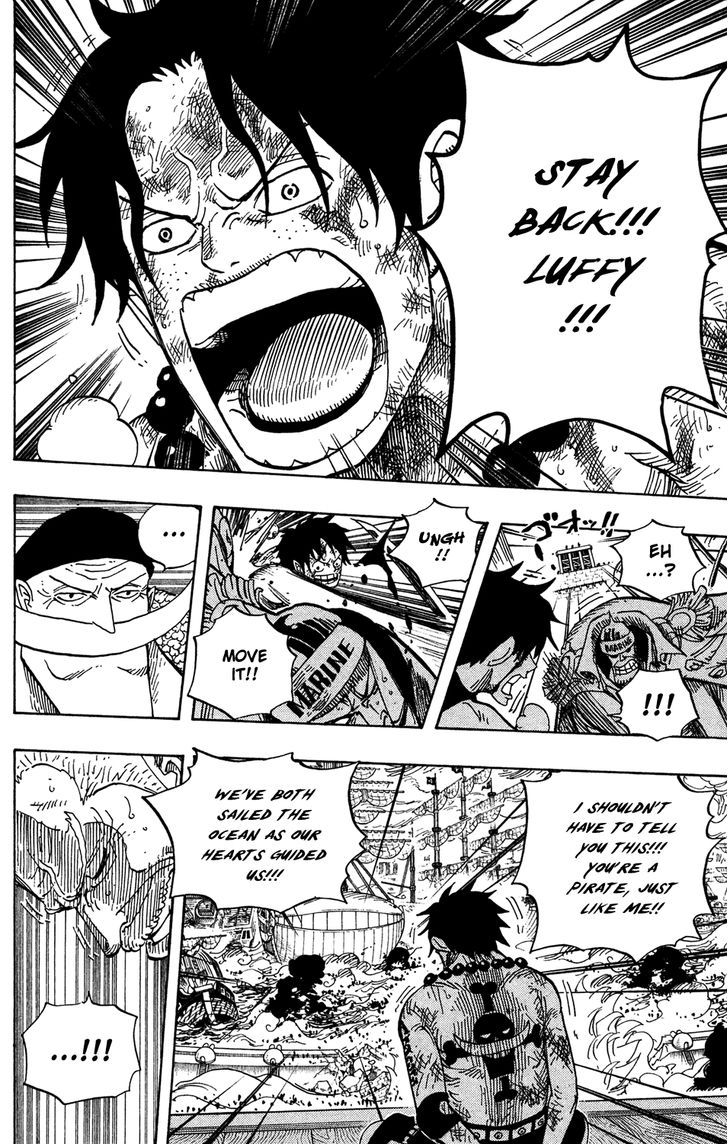 STAY
BACK!!!
LUFFY
!!!
EH
...?
MARINE
!!!
UNGH
!!
MOVE
IT!!
MARINE
...
I SHOULDN'T
HAVE TO TELL
YOU THIS!!!
YOU'RE A
PIRATE, JUST
LIKE ME!!
WE'VE BOTH
SAILED THE
OCEAN AS OUR
HEARTS GUIDED
US!!!
...!!!